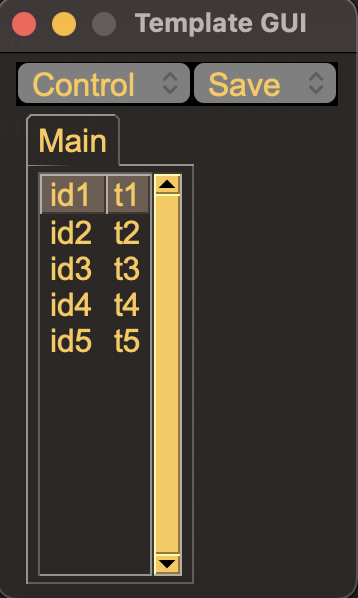 Template GUI
Control Save
Main
id1 t1
id2 t2
id3 t3
id4 t4
id5 t5